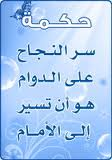 حكمة
سر النجاح
على الدوام
هو أن تسير
إلى الأمام